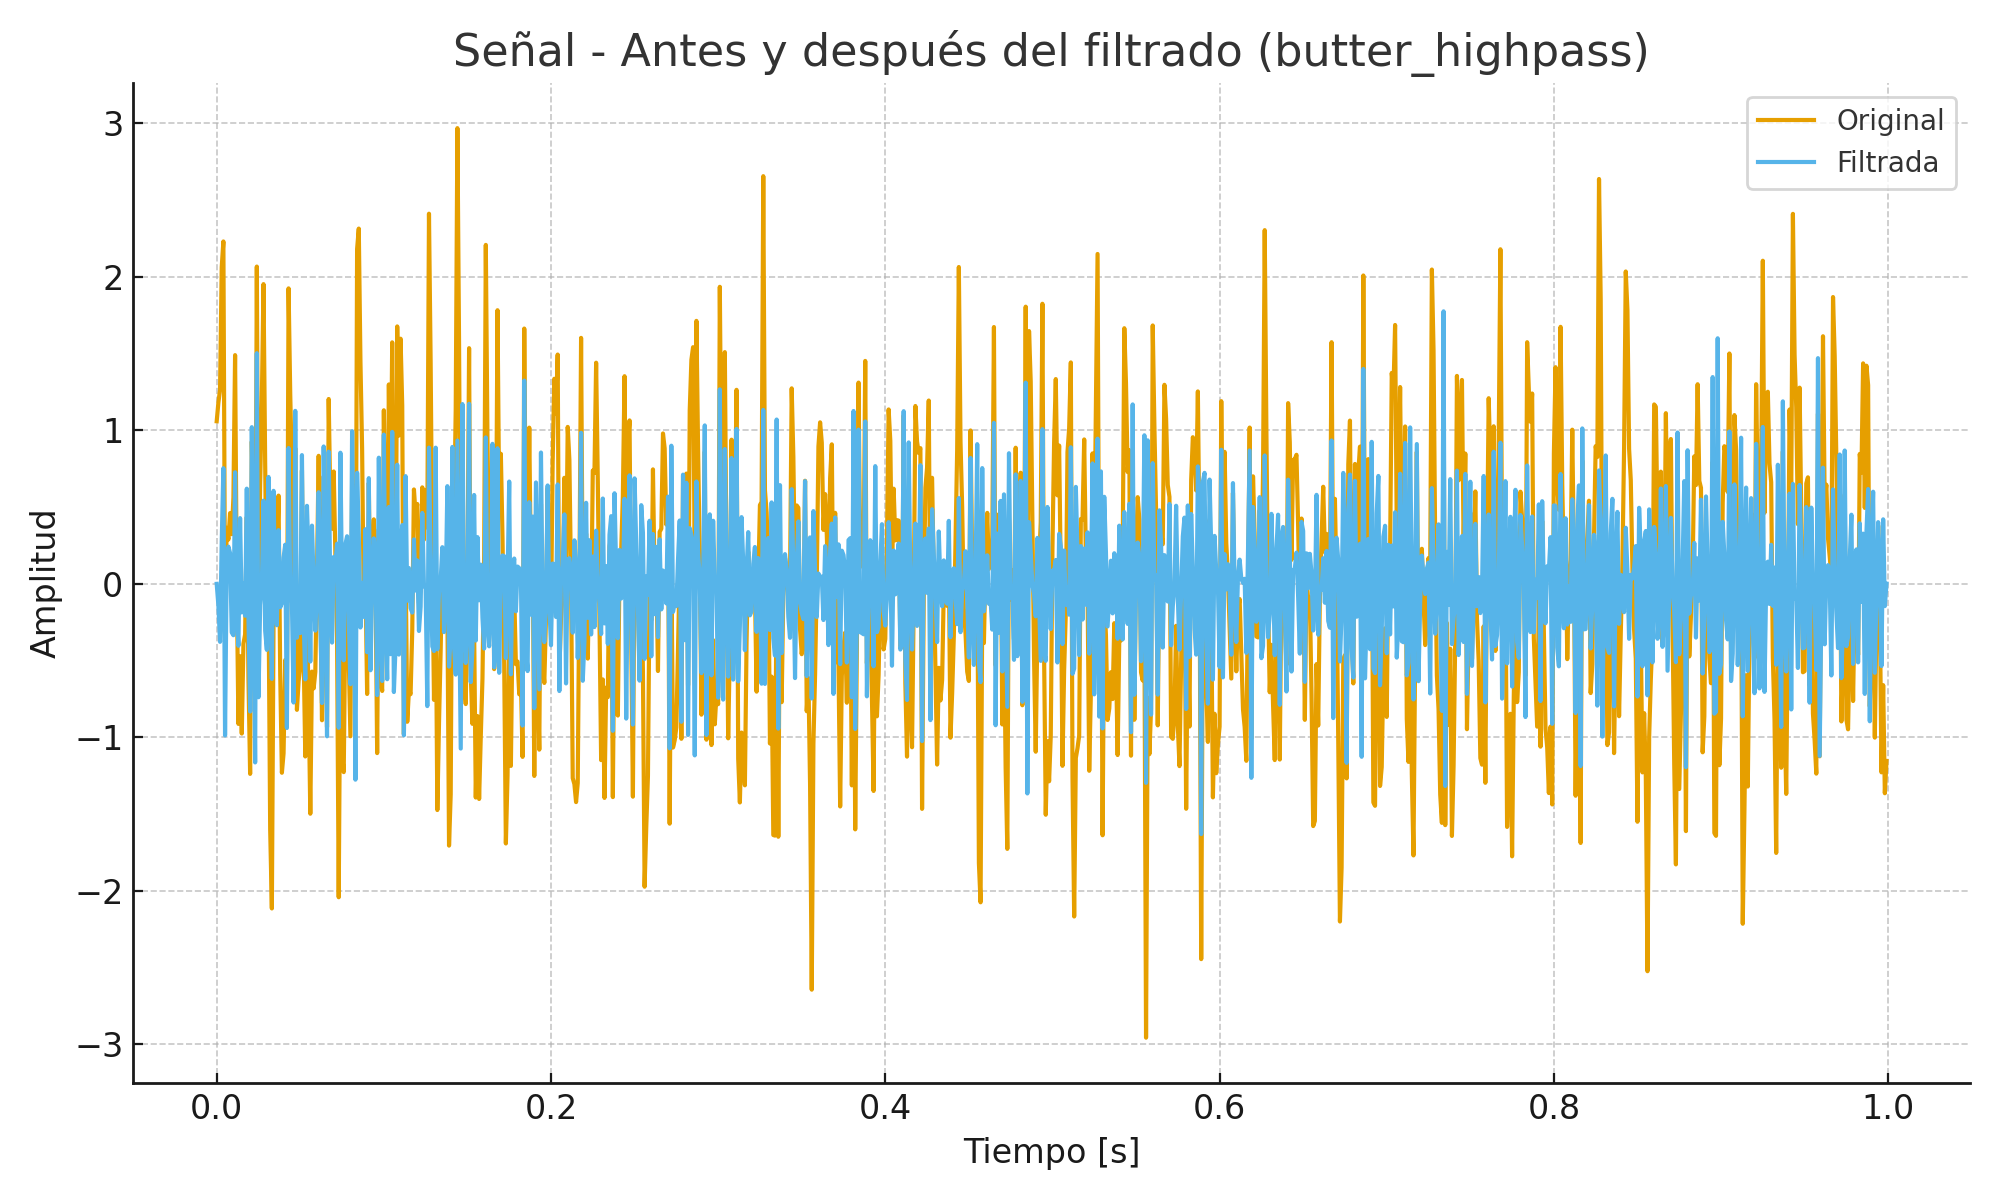 Señal - Antes y después del filtrado (butter_highpass)
Original
Filtrada
Amplitud
3
2
1
0
−1
−2
−3
0.0 0.2 0.4 0.6 0.8 1.0
Tiempo [s]